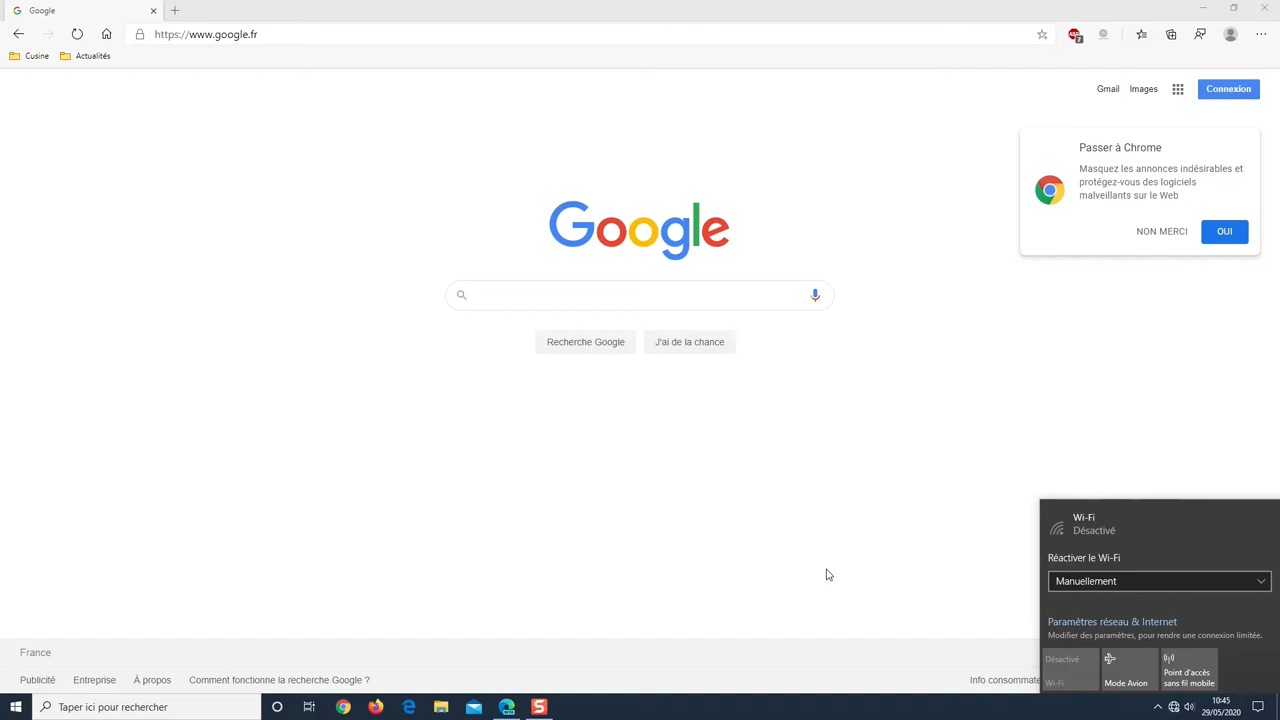 Google
https://www.google.fr
7
Cusine
Actualités
Gmail
Images
Connexion
Passer à Chrome
Masquez les annonces indésirables et
protégez-vous des logiciels
malveillants sur le Web
NON MERCI
OUI
Google
Recherche Google
J'ai de la chance
Wi-Fi
Désactivé
Réactiver le Wi-Fi
Manuellement
Paramètres réseau & Internet
Modifier des paramètres, pour rendre une connexion limitée.
Désactivé
Wi-Fi
Mode Avion
Point d'accès
sans fil mobile
France
Publicité
Entreprise
À propos
Comment fonctionne la recherche Google ?
Info consommate
Taper ici pour rechercher
S
10:45
29/05/2020